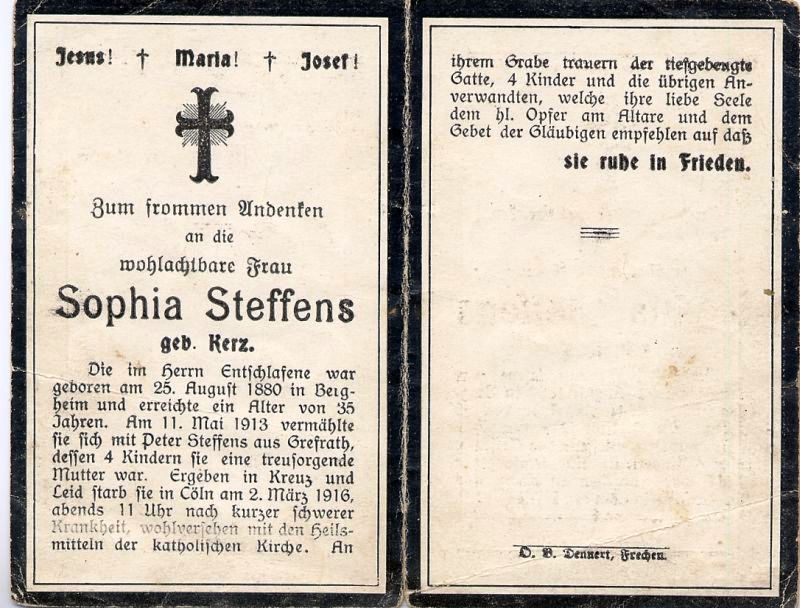 Jesus! † Maria! † Josef!
Zum frommen Andenken
an die
wohlachtbare Frau
Sophia Steffens
geb. Kerz.
Die im Herrn Entschlafene war
geboren am 25. August 1880 in Berg-
heim und erreichte ein Alter von 35
Jahren. Am 11. Mai 1913 vermählte
sie sich mit Peter Steffens aus Grefrath,
dessen 4 Kindern sie eine treusorgende
Mutter war. Ergeben in Kreuz und
Leid starb sie in Cöln am 2. März 1916,
abends 11 Uhr nach kurzer schwerer
Krankheit, wohlversehen mit den Heils-
mitteln der katholischen Kirche. An
ihrem Grabe trauern der tiefgebeugte
Gatte, 4 Kinder und die übrigen An-
verwandten, welche ihre liebe Seele
dem hl. Opfer am Altare und dem
Gebet der Gläubigen empfehlen auf daß
sie ruhe in Frieden.
O. B. Dennert, Frechen.